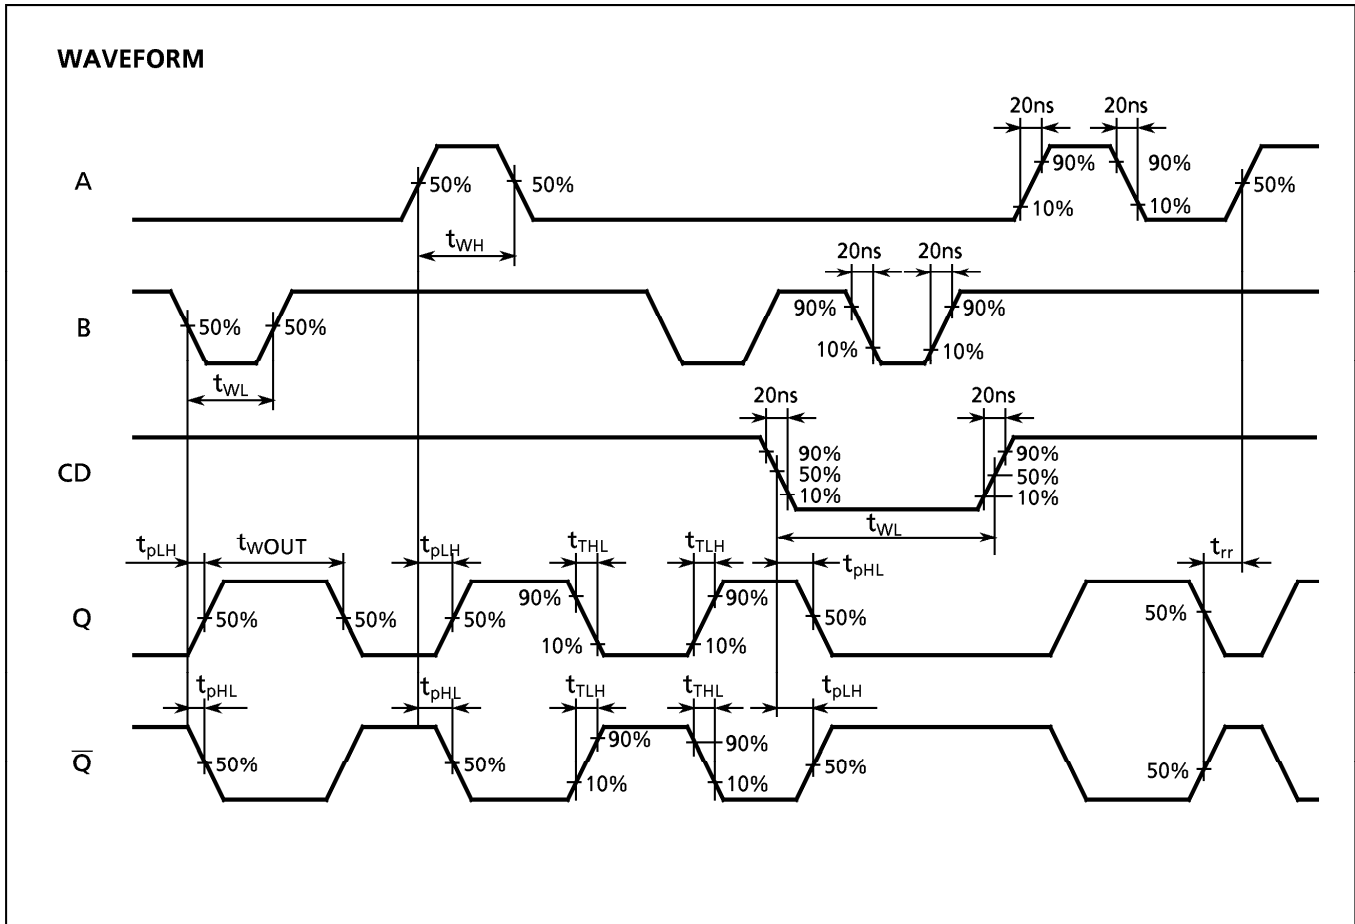 WAVEFORM
20ns 20ns
A 50% 50% 90% 90% 50%
10% 10%
tWH
20ns 20ns
B 50% 50% 90% 90%
10% 10%
tWL
20ns 20ns
CD 90% 90%
50% 50%
10% 10%
tWL
tpLH tWOUT tpLH tTHL tTLH tpHL trr
Q 50% 50% 50% 90% 90% 50% 50%
10% 10%
tpHL tpHL tTLH tTHL tpLH
Q̅ 50% 50% 90% 90% 50% 50%
10% 10%